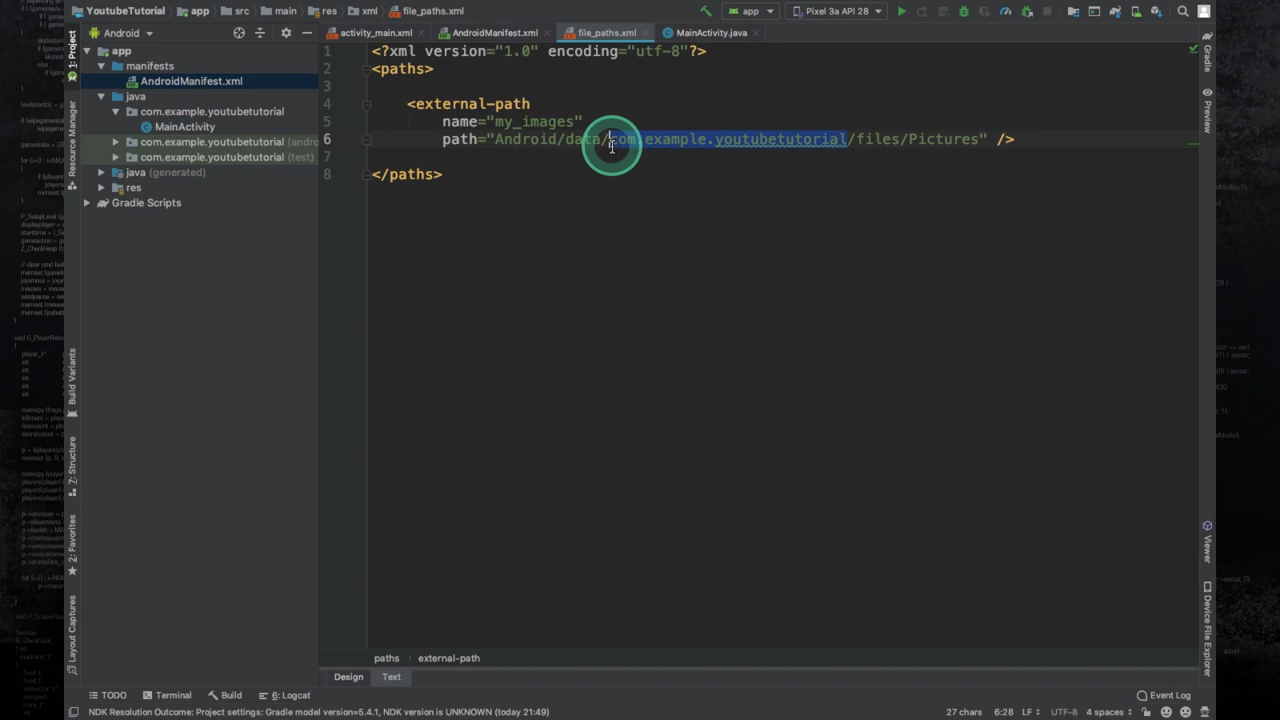 YoutubeTutorial app src main res xml file_paths.xml app Pixel 3a API 28
1: Project Android activity_main.xml AndroidManifest.xml file_paths.xml MainActivity.java Gradle
app
manifests
AndroidManifest.xml
java
com.example.youtubetutorial
MainActivity
com.example.youtubetutorial (andro
com.example.youtubetutorial (test)
java (generated)
res
Gradle Scripts
Resource Manager
Build Variants
7: Structure
2: Favorites
Layout Captures
1 <?xml version="1.0" encoding="utf-8"?>
2 <paths>
3
4 <external-path
5 name="my_images"
6 path="Android/data/com.example.youtubetutorial/files/Pictures" />
7
8 </paths>
Preview
Viewer
Device File Explorer
paths external-path
Design Text
TODO Terminal Build 6: Logcat Event Log
NDK Resolution Outcome: Project settings: Gradle model version=5.4.1, NDK version is UNKNOWN (today 21:49) 27 chars 6:28 LF UTF-8 4 spaces